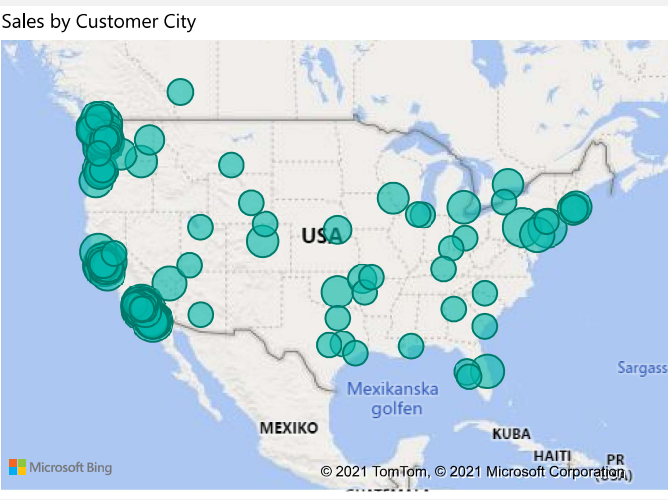 Sales by Customer City
USA
Sargass
Mexikanska
golfen
MEXIKO
KUBA
HAITI
PR
(USA)
Microsoft Bing
© 2021 TomTom, © 2021 Microsoft Corporation